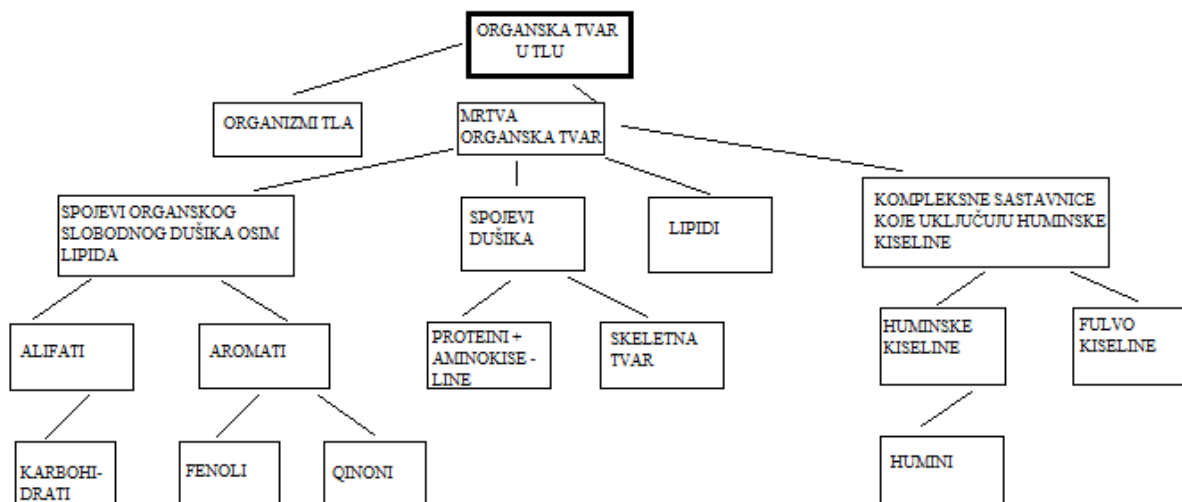 ORGANSKA TVAR
U TLU
ORGANIZMI TLA
MRTVA
ORGANSKA TVAR
SPOJEVI ORGANSKOG
SLOBODNOG DUŠIKA OSIM
LIPIDA
SPOJEVI
DUŠIKA
LIPIDI
KOMPLEKSNE SASTAVNICE
KOJE UKLJUČUJU HUMINSKE
KISELINE
ALIFATI
AROMATI
PROTEINI +
AMINOKISE -
LINE
SKELETNA
TVAR
HUMINSKE
KISELINE
FULVO
KISELINE
KARBOHI-
DRATI
FENOLI
QINONI
HUMINI